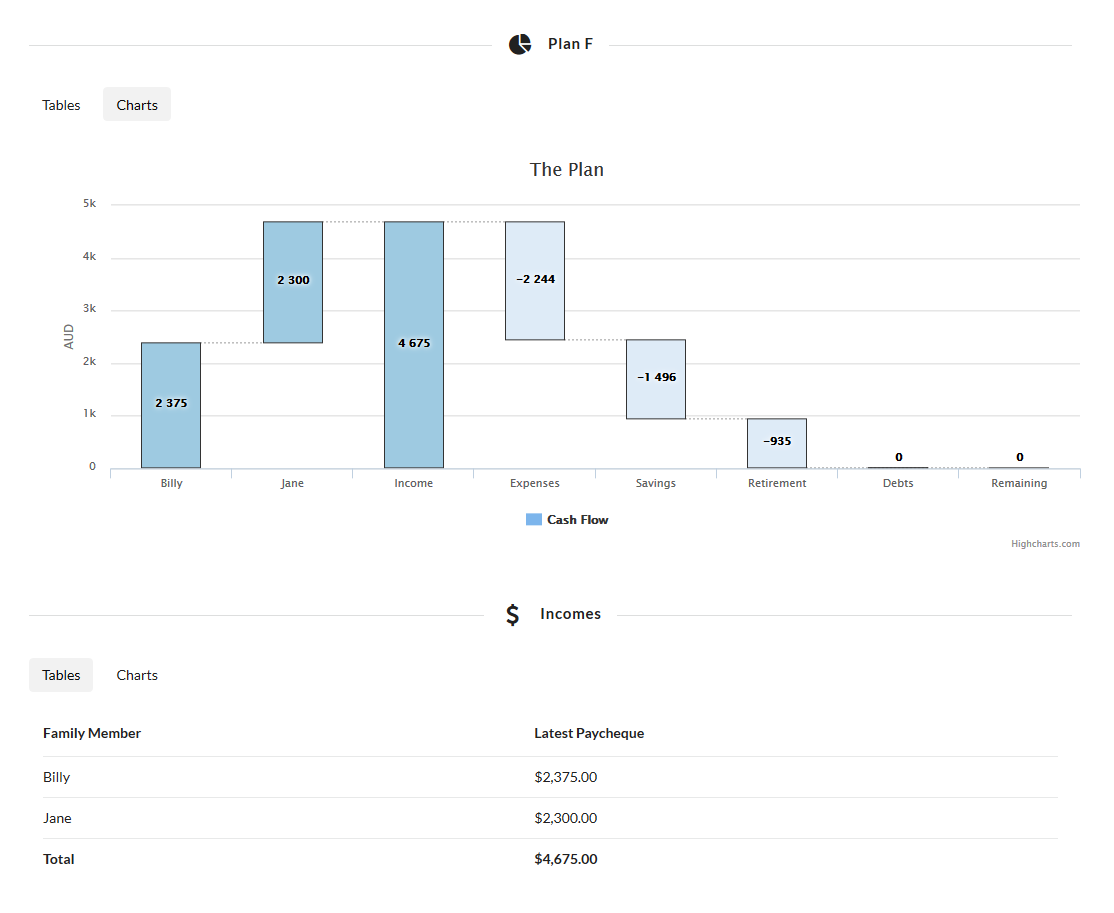 Plan F
Tables Charts
The Plan
5k
4k
3k
2k
1k
0
AUD
2 375
2 300
4 675
−2 244
−1 496
−935
0
0
Billy Jane Income Expenses Savings Retirement Debts Remaining
Cash Flow
Highcharts.com
$ Incomes
Tables Charts
Family Member Latest Paycheque
Billy $2,375.00
Jane $2,300.00
Total $4,675.00